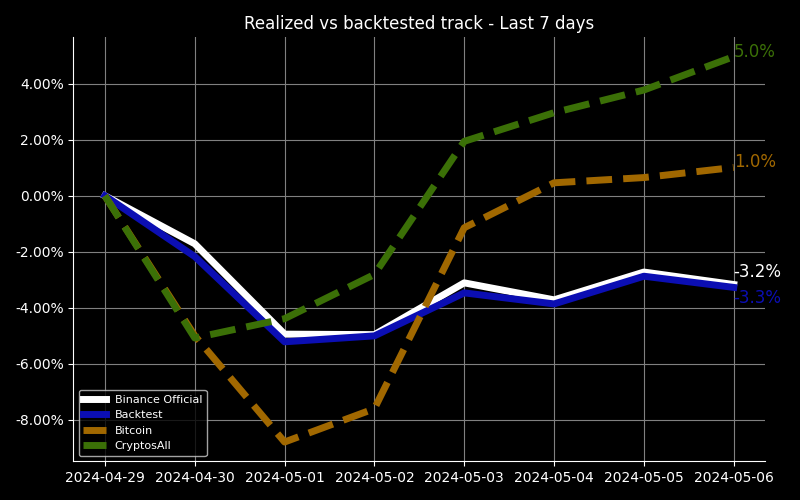 Realized vs backtested track - Last 7 days
5.0%
4.00%
2.00%
1.0%
0.00%
-2.00%
-3.2%
-3.3%
-4.00%
-6.00%
-8.00%
Binance Official
Backtest
Bitcoin
CryptosAll
2024-04-29 2024-04-30 2024-05-01 2024-05-02 2024-05-03 2024-05-04 2024-05-05 2024-05-06